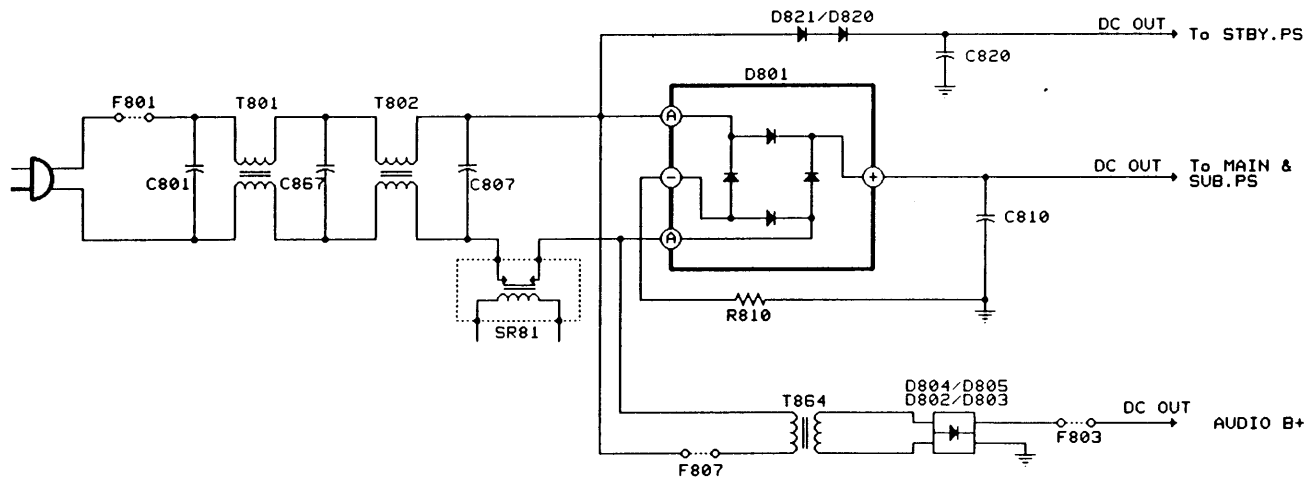 D821/D820
DC OUT
To STBY.PS
C820
D801
F801
T801
T802
A
C801
C867
C807
-
+
DC OUT
To MAIN &
SUB.PS
C810
A
R810
SR81
D804/D805
D802/D803
T864
DC OUT
AUDIO B+
F803
F807